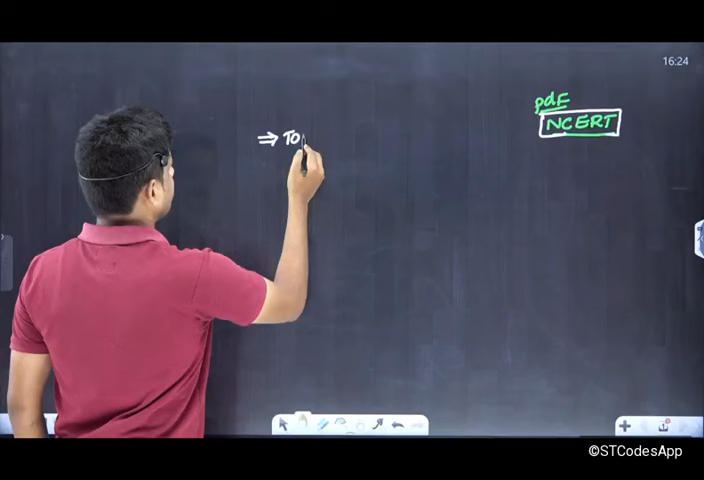 16:24
pdF
NCERT
⇒ To
©STCodesApp